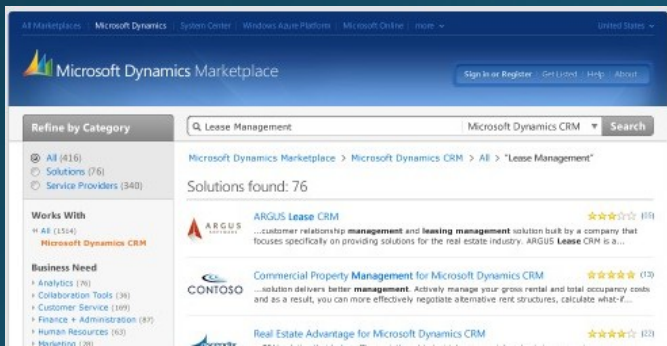 All Marketplaces | Microsoft Dynamics | System Center | Windows Azure Platform | Microsoft Online | more
United States
Microsoft Dynamics Marketplace
Sign in or Register | Get Listed | Help | About
Refine by Category
Lease Management
Microsoft Dynamics CRM
Search
All (416)
Solutions (76)
Service Providers (340)
Microsoft Dynamics Marketplace > Microsoft Dynamics CRM > All > "Lease Management"
Solutions found: 76
Works With
All (1514)
Microsoft Dynamics CRM
Business Need
Analytics (76)
Collaboration Tools (36)
Customer Service (169)
Finance + Administration (87)
Human Resources (63)
Marketing
ARGUS
ARGUS Lease CRM
...customer relationship management and leasing management solution built by a company that
focuses specifically on providing solutions for the real estate industry. ARGUS Lease CRM is a...
CONTOSO
Commercial Property Management for Microsoft Dynamics CRM
(13)
...solution delivers better management. Actively manage your gross rental and total occupancy costs
and as a result, you can more effectively negotiate alternative rent structures, calculate what-if...
Real Estate Advantage for Microsoft Dynamics CRM
(22)